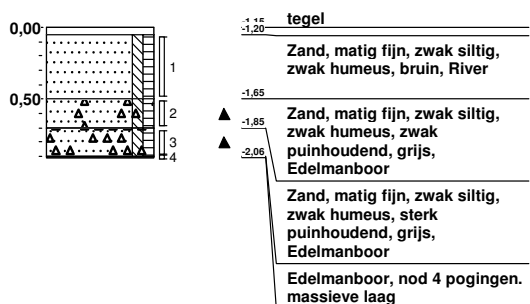 tegel
-1,15
0,00
-1,20
Zand, matig fijn, zwak siltig,
zwak humeus, bruin, River
1
0,50
-1,65
Zand, matig fijn, zwak siltig,
zwak humeus, zwak
puinhoudend, grijs,
Edelmanboor
2
-1,85
3
-2,06
4
Zand, matig fijn, zwak siltig,
zwak humeus, sterk
puinhoudend, grijs,
Edelmanboor
Edelmanboor, nod 4 pogingen.
massieve laag